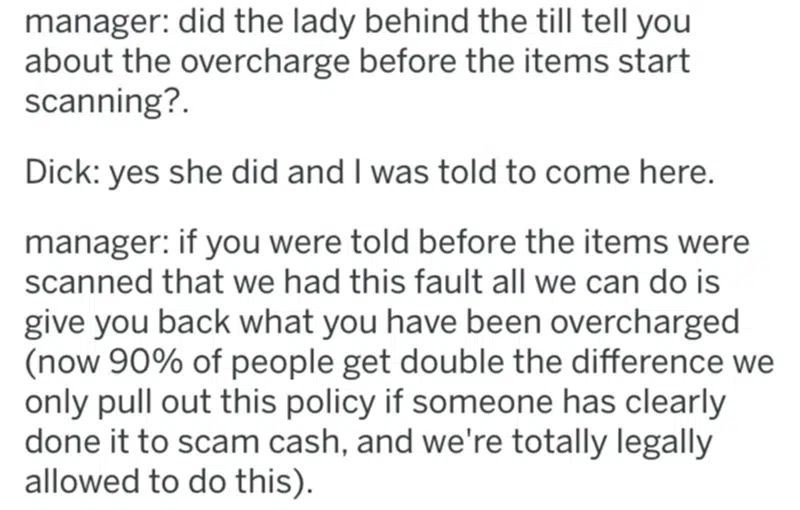 manager: did the lady behind the till tell you
about the overcharge before the items start
scanning?.
Dick: yes she did and I was told to come here.
manager: if you were told before the items were
scanned that we had this fault all we can do is
give you back what you have been overcharged
(now 90% of people get double the difference we
only pull out this policy if someone has clearly
done it to scam cash, and we're totally legally
allowed to do this).